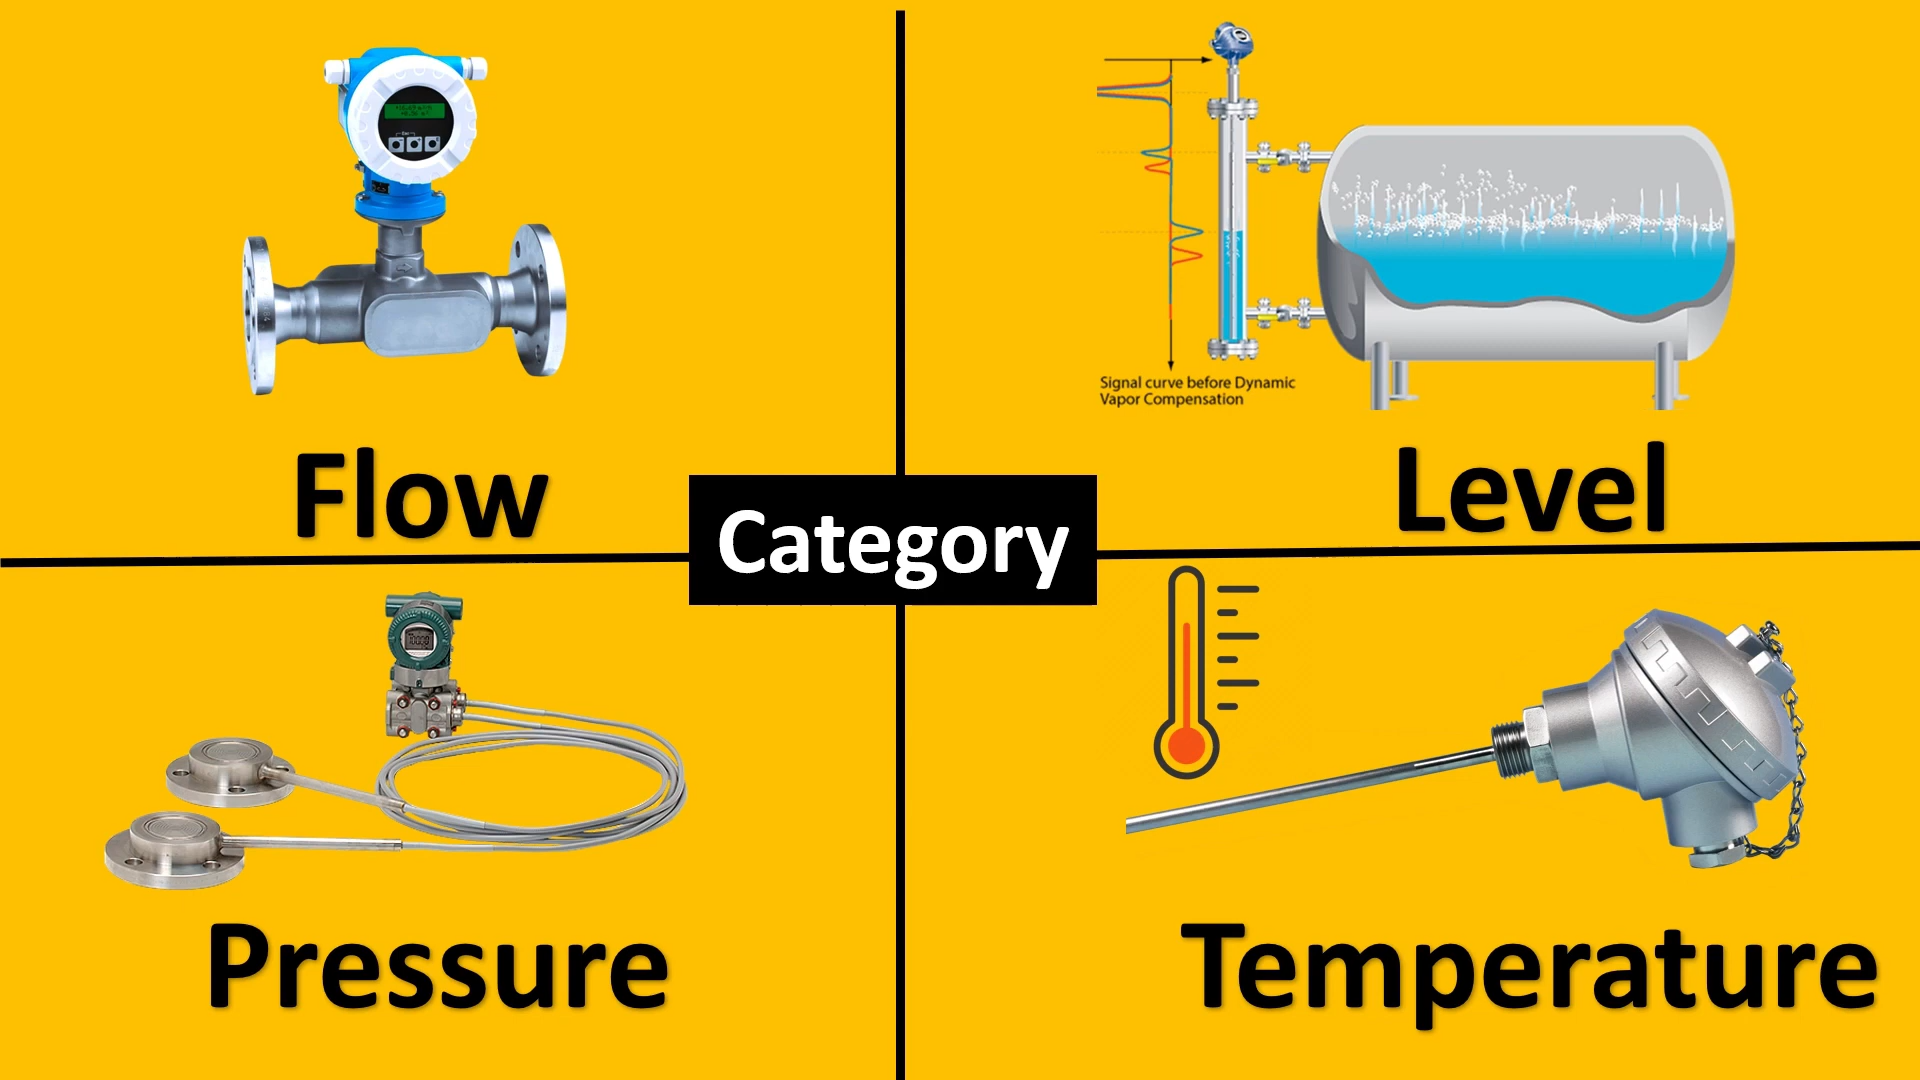 Flow
Signal curve before Dynamic
Vapor Compensation
Level
Category
Pressure
Temperature